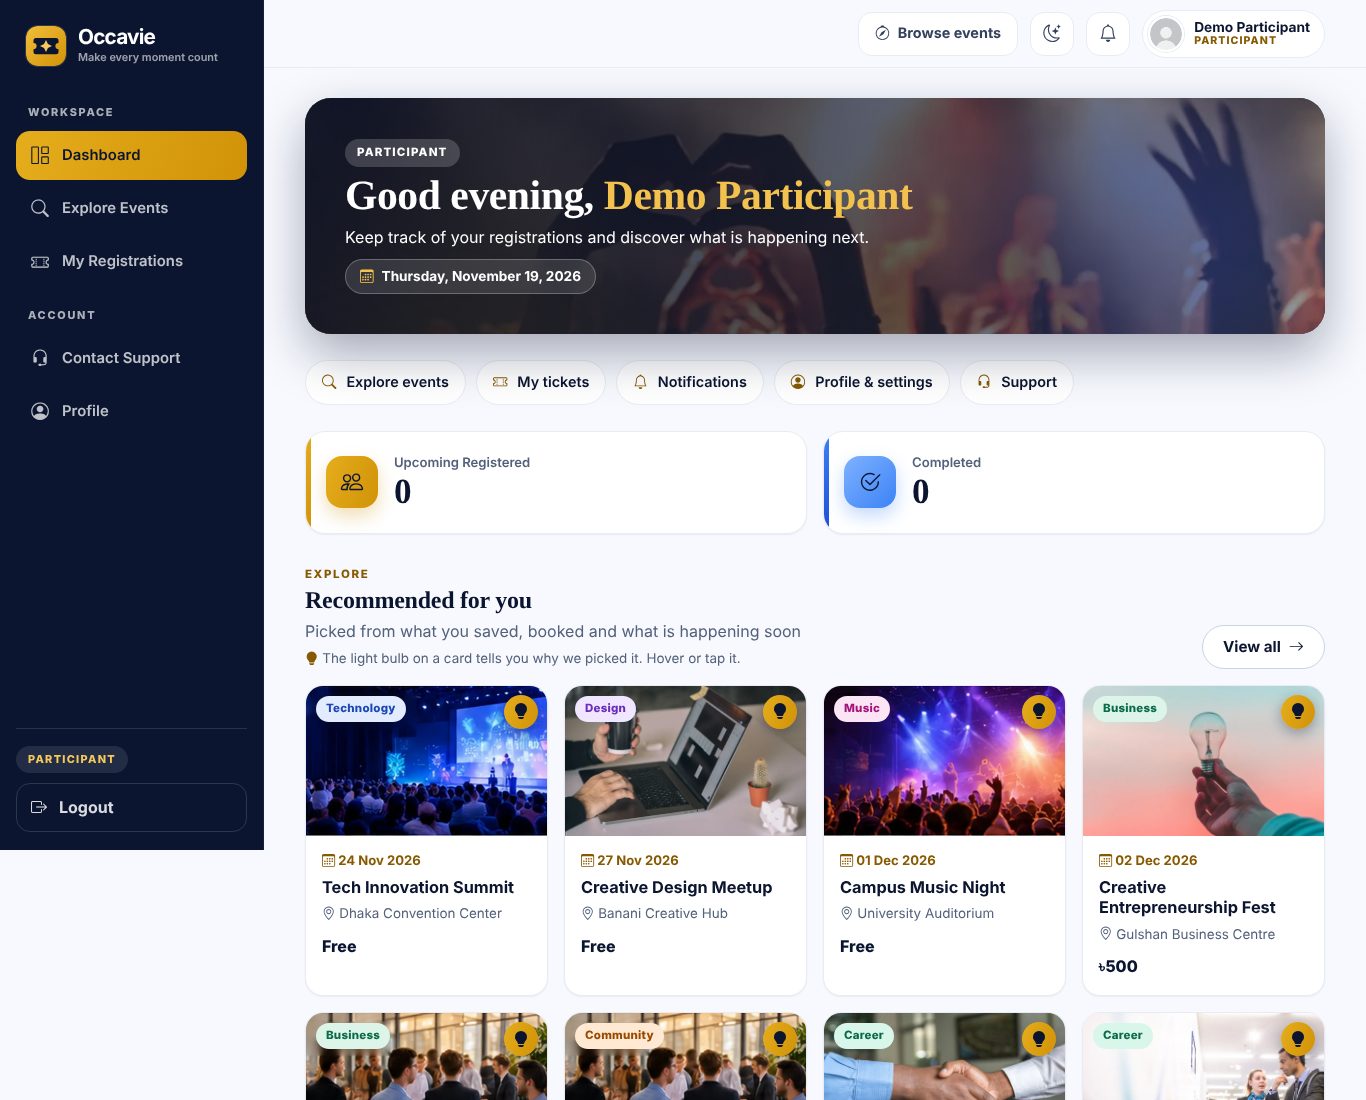 Occavie
Make every moment count
WORKSPACE
Dashboard
Explore Events
My Registrations
ACCOUNT
Contact Support
Profile
PARTICIPANT
Logout
Browse events
Demo Participant
PARTICIPANT
PARTICIPANT
Good evening, Demo Participant
Keep track of your registrations and discover what is happening next.
Thursday, November 19, 2026
Explore events
My tickets
Notifications
Profile & settings
Support
Upcoming Registered
0
Completed
0
EXPLORE
Recommended for you
Picked from what you saved, booked and what is happening soon
The light bulb on a card tells you why we picked it. Hover or tap it.
View all
Technology
24 Nov 2026
Tech Innovation Summit
Dhaka Convention Center
Free
Design
27 Nov 2026
Creative Design Meetup
Banani Creative Hub
Free
Music
01 Dec 2026
Campus Music Night
University Auditorium
Free
Business
02 Dec 2026
Creative
Entrepreneurship Fest
Gulshan Business Centre
৳500
Business
Community
Career
Career